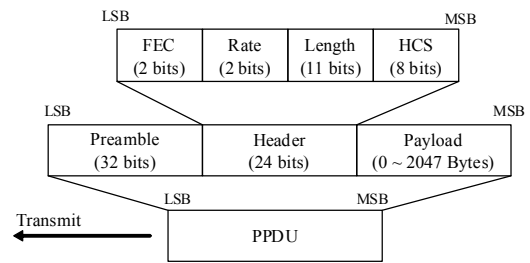 LSB MSB
FEC Rate Length HCS
(2 bits) (2 bits) (11 bits) (8 bits)
LSB MSB
Preamble Header Payload
(32 bits) (24 bits) (0 ~ 2047 Bytes)
LSB MSB
Transmit
PPDU